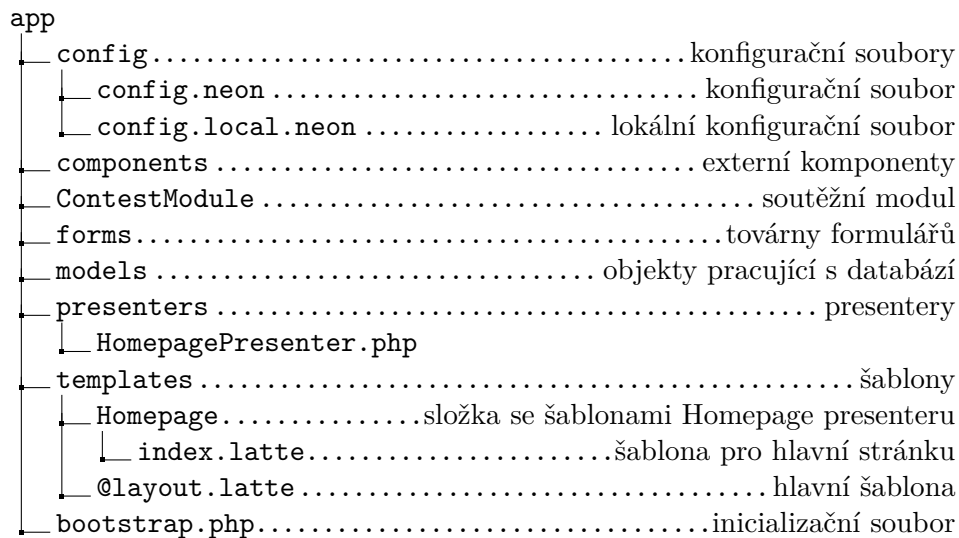 app
config........................................konfigurační soubory
config.neon................................konfigurační soubor
config.local.neon..................lokální konfigurační soubor
components....................................externí komponenty
ContestModule.....................................soutěžní modul
forms............................................továrny formulářů
models.................................objekty pracující s databází
presenters.............................................presentery
HomepagePresenter.php
templates.................................................šablony
Homepage...............složka se šablonami Homepage presenteru
index.latte.......................šablona pro hlavní stránku
@layout.latte...................................hlavní šablona
bootstrap.php..................................inicializační soubor